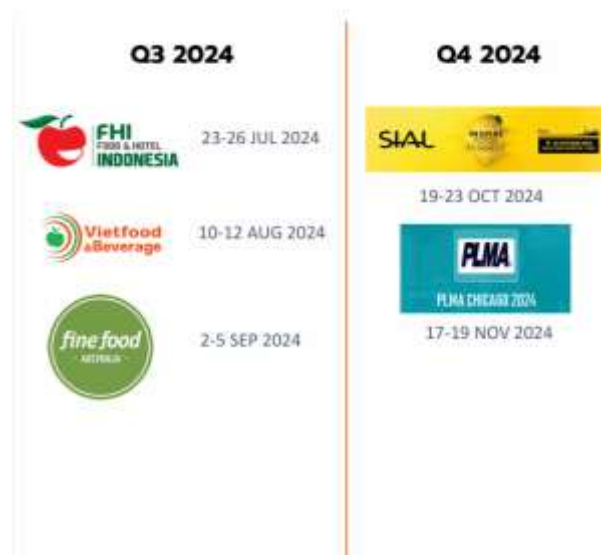 Q3 2024
FHI
FOOD & HOTEL
INDONESIA
23-26 JUL 2024
Vietfood
&Beverage
10-12 AUG 2024
fine food
AUSTRALIA
2-5 SEP 2024
Q4 2024
SIAL
19-23 OCT 2024
PLMA
PLMA CHICAGO 2024
17-19 NOV 2024